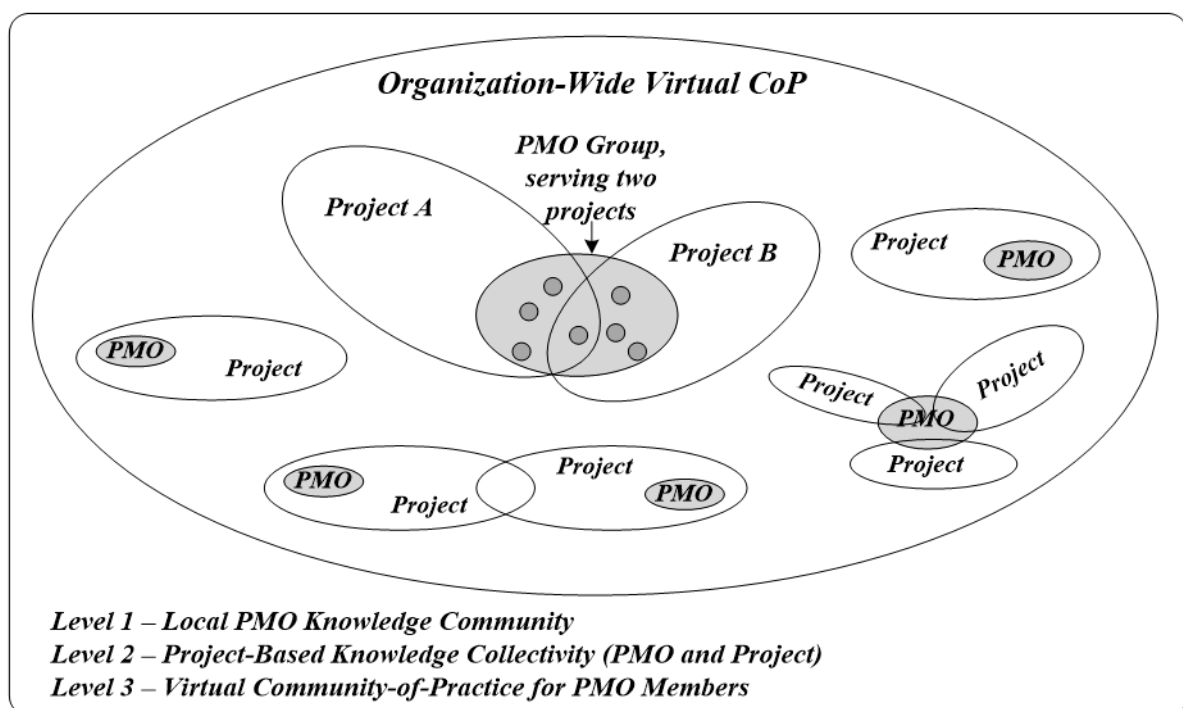 Organization-Wide Virtual CoP
PMO Group,
serving two
projects
Project A
Project B
Project
PMO
PMO
Project
Project
Project
PMO
Project
PMO
Project
Project
PMO
Level 1 – Local PMO Knowledge Community
Level 2 – Project-Based Knowledge Collectivity (PMO and Project)
Level 3 – Virtual Community-of-Practice for PMO Members